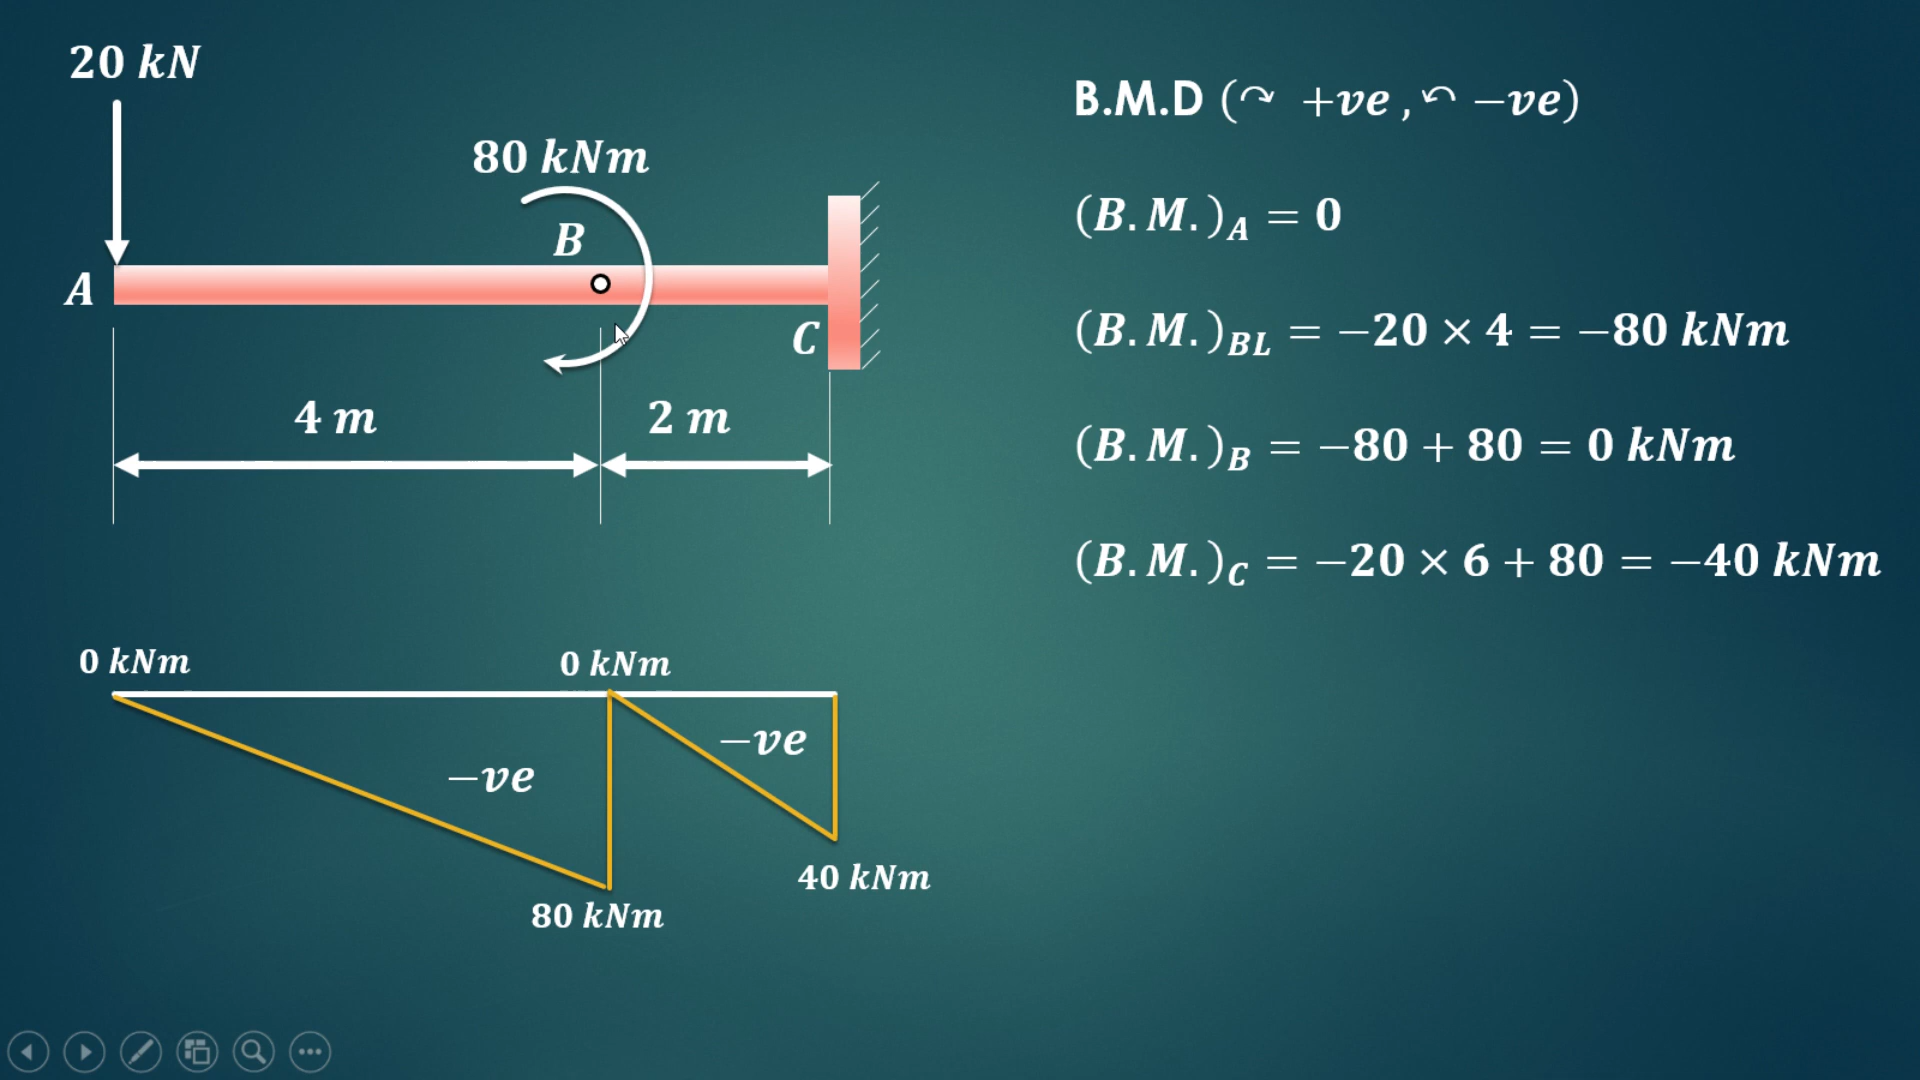 20 kN
80 kNm
B
A
C
4 m
2 m
B.M.D (↷ +ve , ↶ −ve)
(B.M.)A = 0
(B.M.)BL = −20 × 4 = −80 kNm
(B.M.)B = −80 + 80 = 0 kNm
(B.M.)C = −20 × 6 + 80 = −40 kNm
0 kNm
0 kNm
−ve
−ve
40 kNm
80 kNm